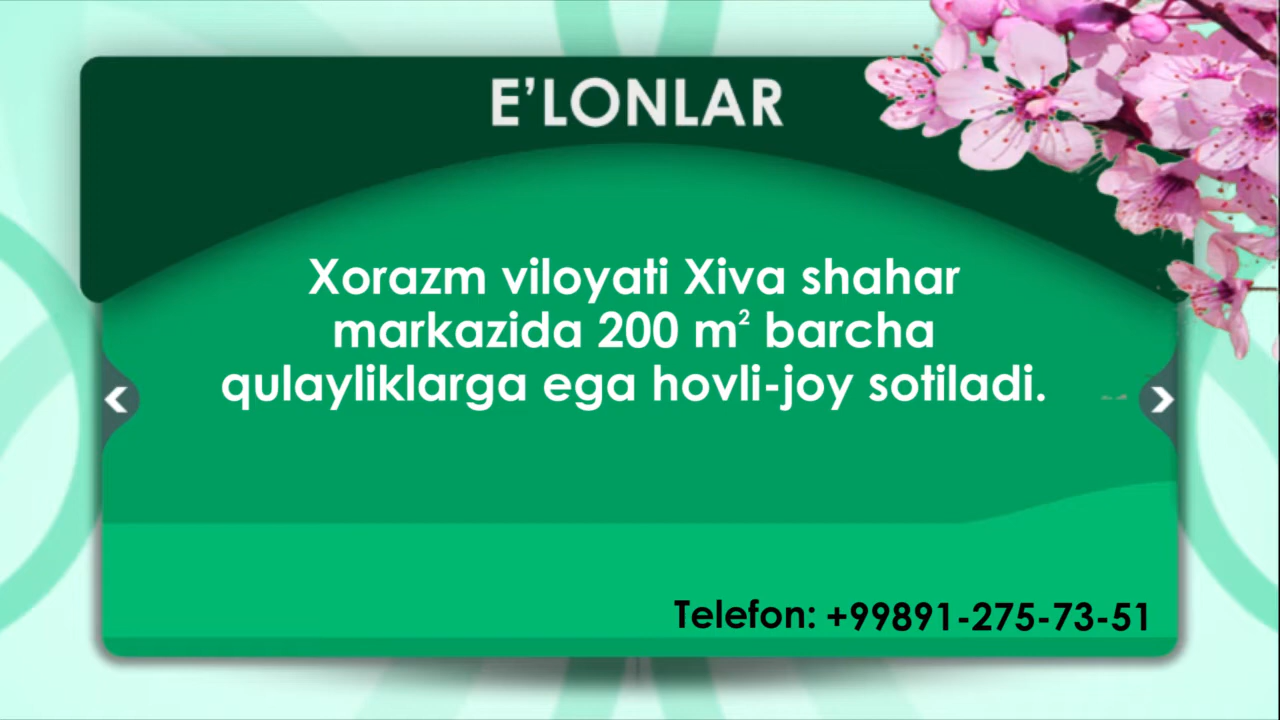 E’LONLAR
Xorazm viloyati Xiva shahar
markazida 200 m² barcha
qulayliklarga ega hovli-joy sotiladi.
Telefon: +99891-275-73-51